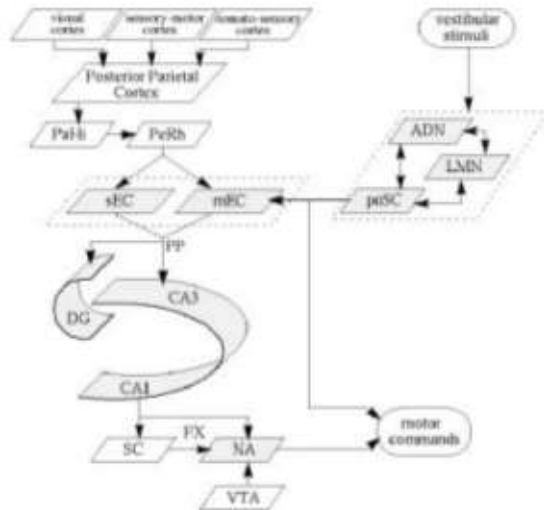 visual
cortex
sensory-motor
cortex
somato-sensory
cortex
vestibular
stimuli
Posterior Parietal
Cortex
PaHi
PeRh
ADN
LMN
poSC
sEC
mEC
PP
CA3
DG
CA1
FX
SC
NA
motor
commands
VTA